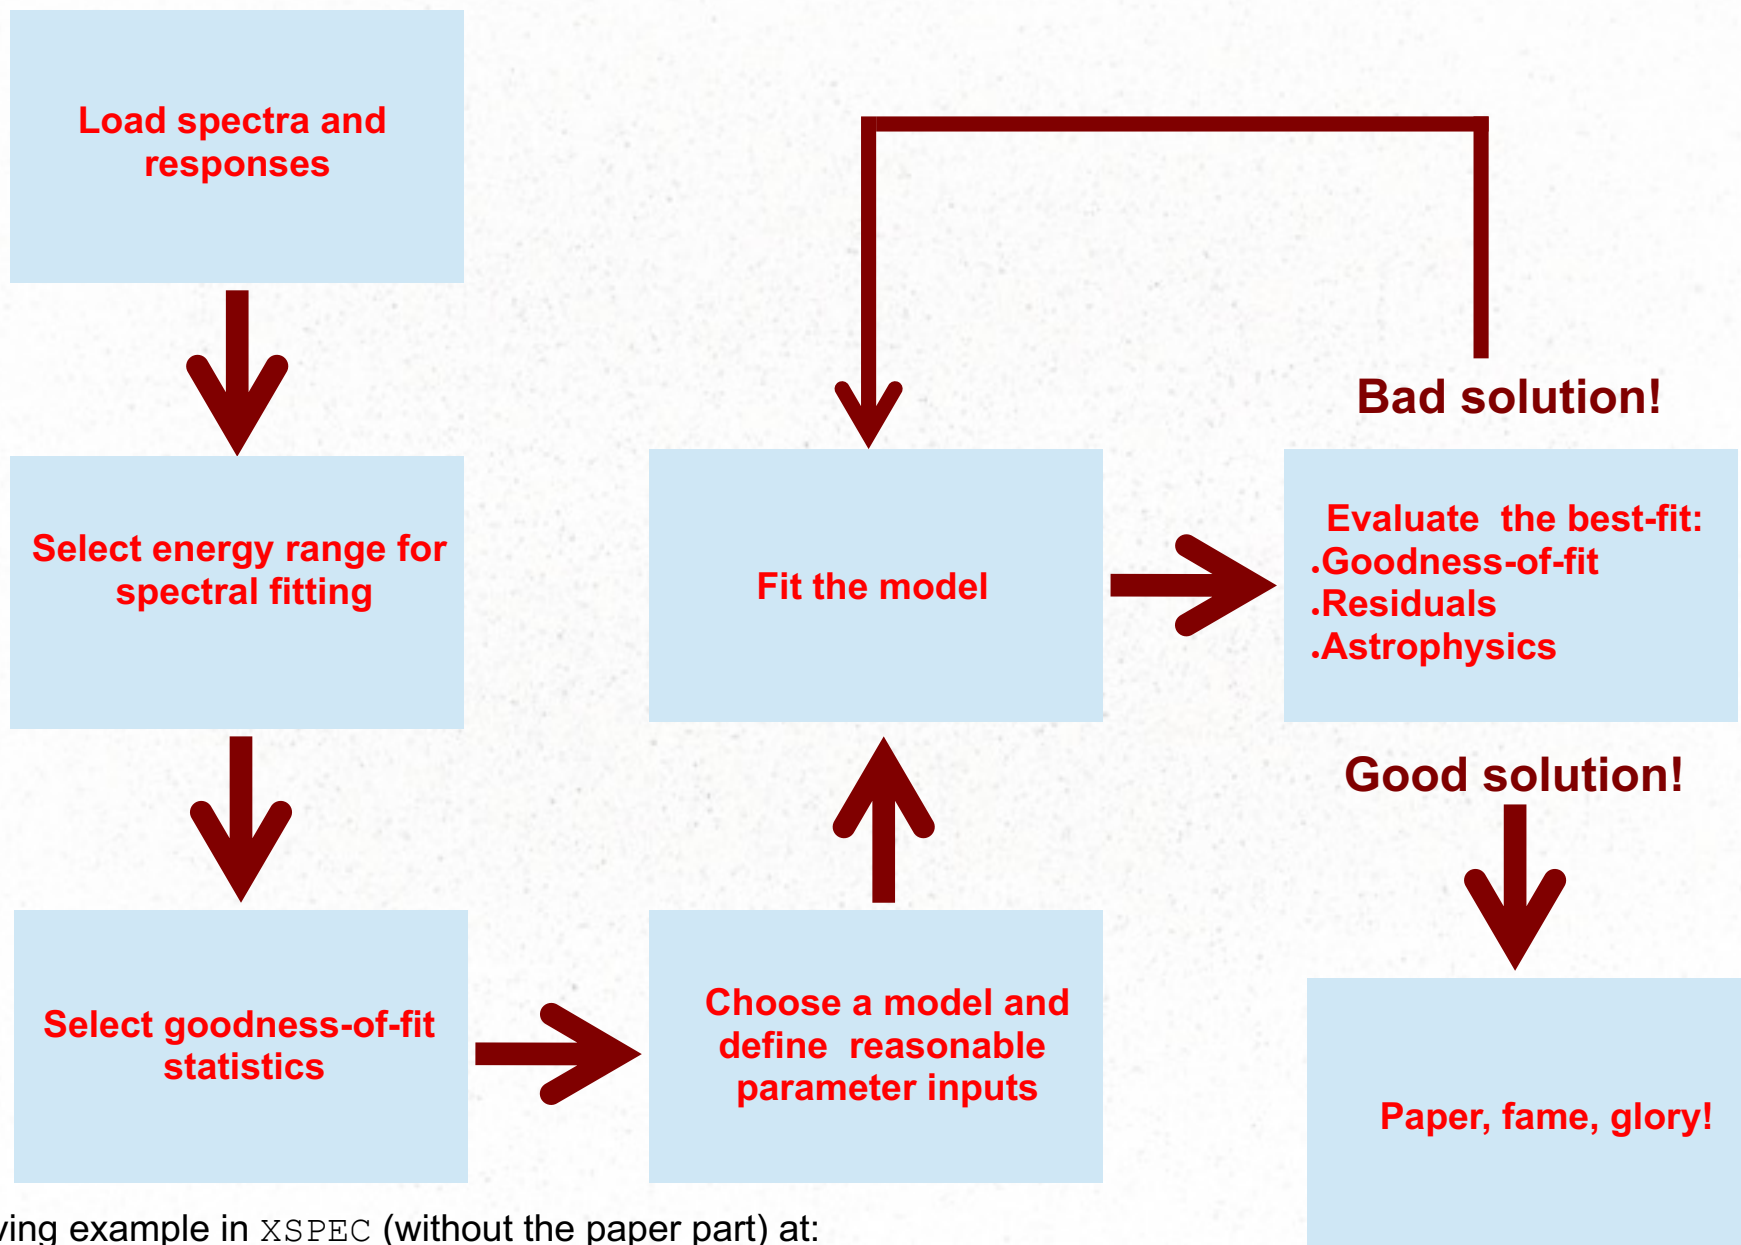 Load spectra and
responses
Select energy range for
spectral fitting
Select goodness-of-fit
statistics
Choose a model and
define reasonable
parameter inputs
Fit the model
Bad solution!
Evaluate the best-fit:
.Goodness-of-fit
.Residuals
.Astrophysics
Good solution!
Paper, fame, glory!
example in XSPEC (without the paper part) at: